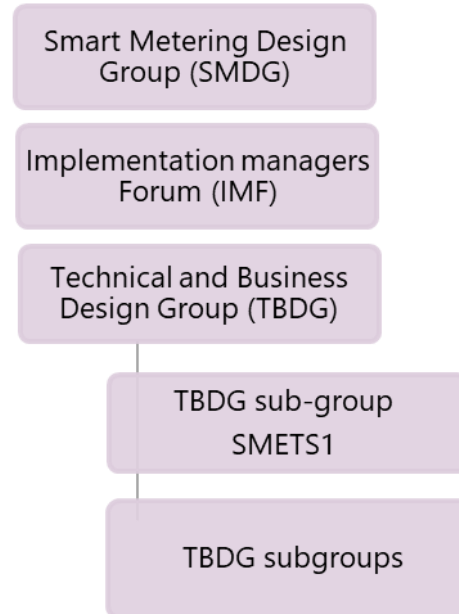 Smart Metering Design
Group (SMDG)
Implementation managers
Forum (IMF)
Technical and Business
Design Group (TBDG)
TBDG sub-group
SMETS1
TBDG subgroups